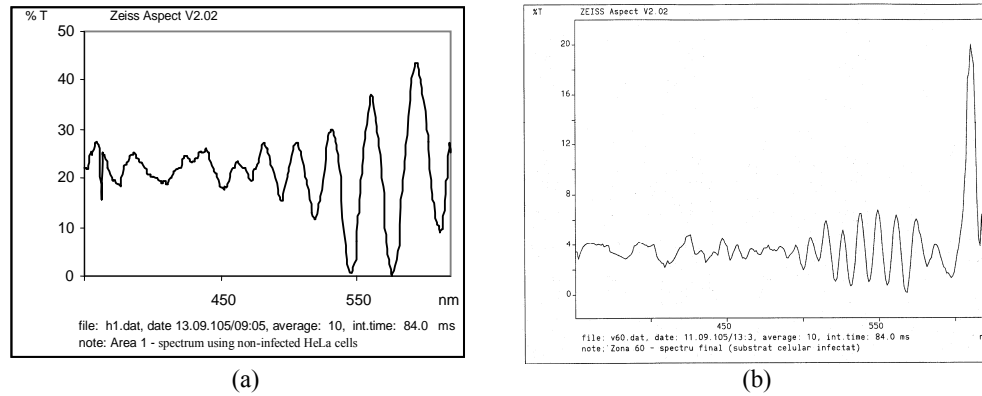 % T Zeiss Aspect V2.02
50
40
30
20
10
0
450 550 nm
file: h1.dat, date 13.09.105/09:05, average: 10, int.time: 84.0 ms
note: Area 1 - spectrum using non-infected HeLa cells
(a)
%T ZEISS Aspect V2.02
20
16
12
8
4
0
450 550
file: v60.dat, date: 11.09.105/13:3, average: 10, int.time: 84.0 ms
note: Zona 60 - spectru final (substrat celular infectat)
(b)